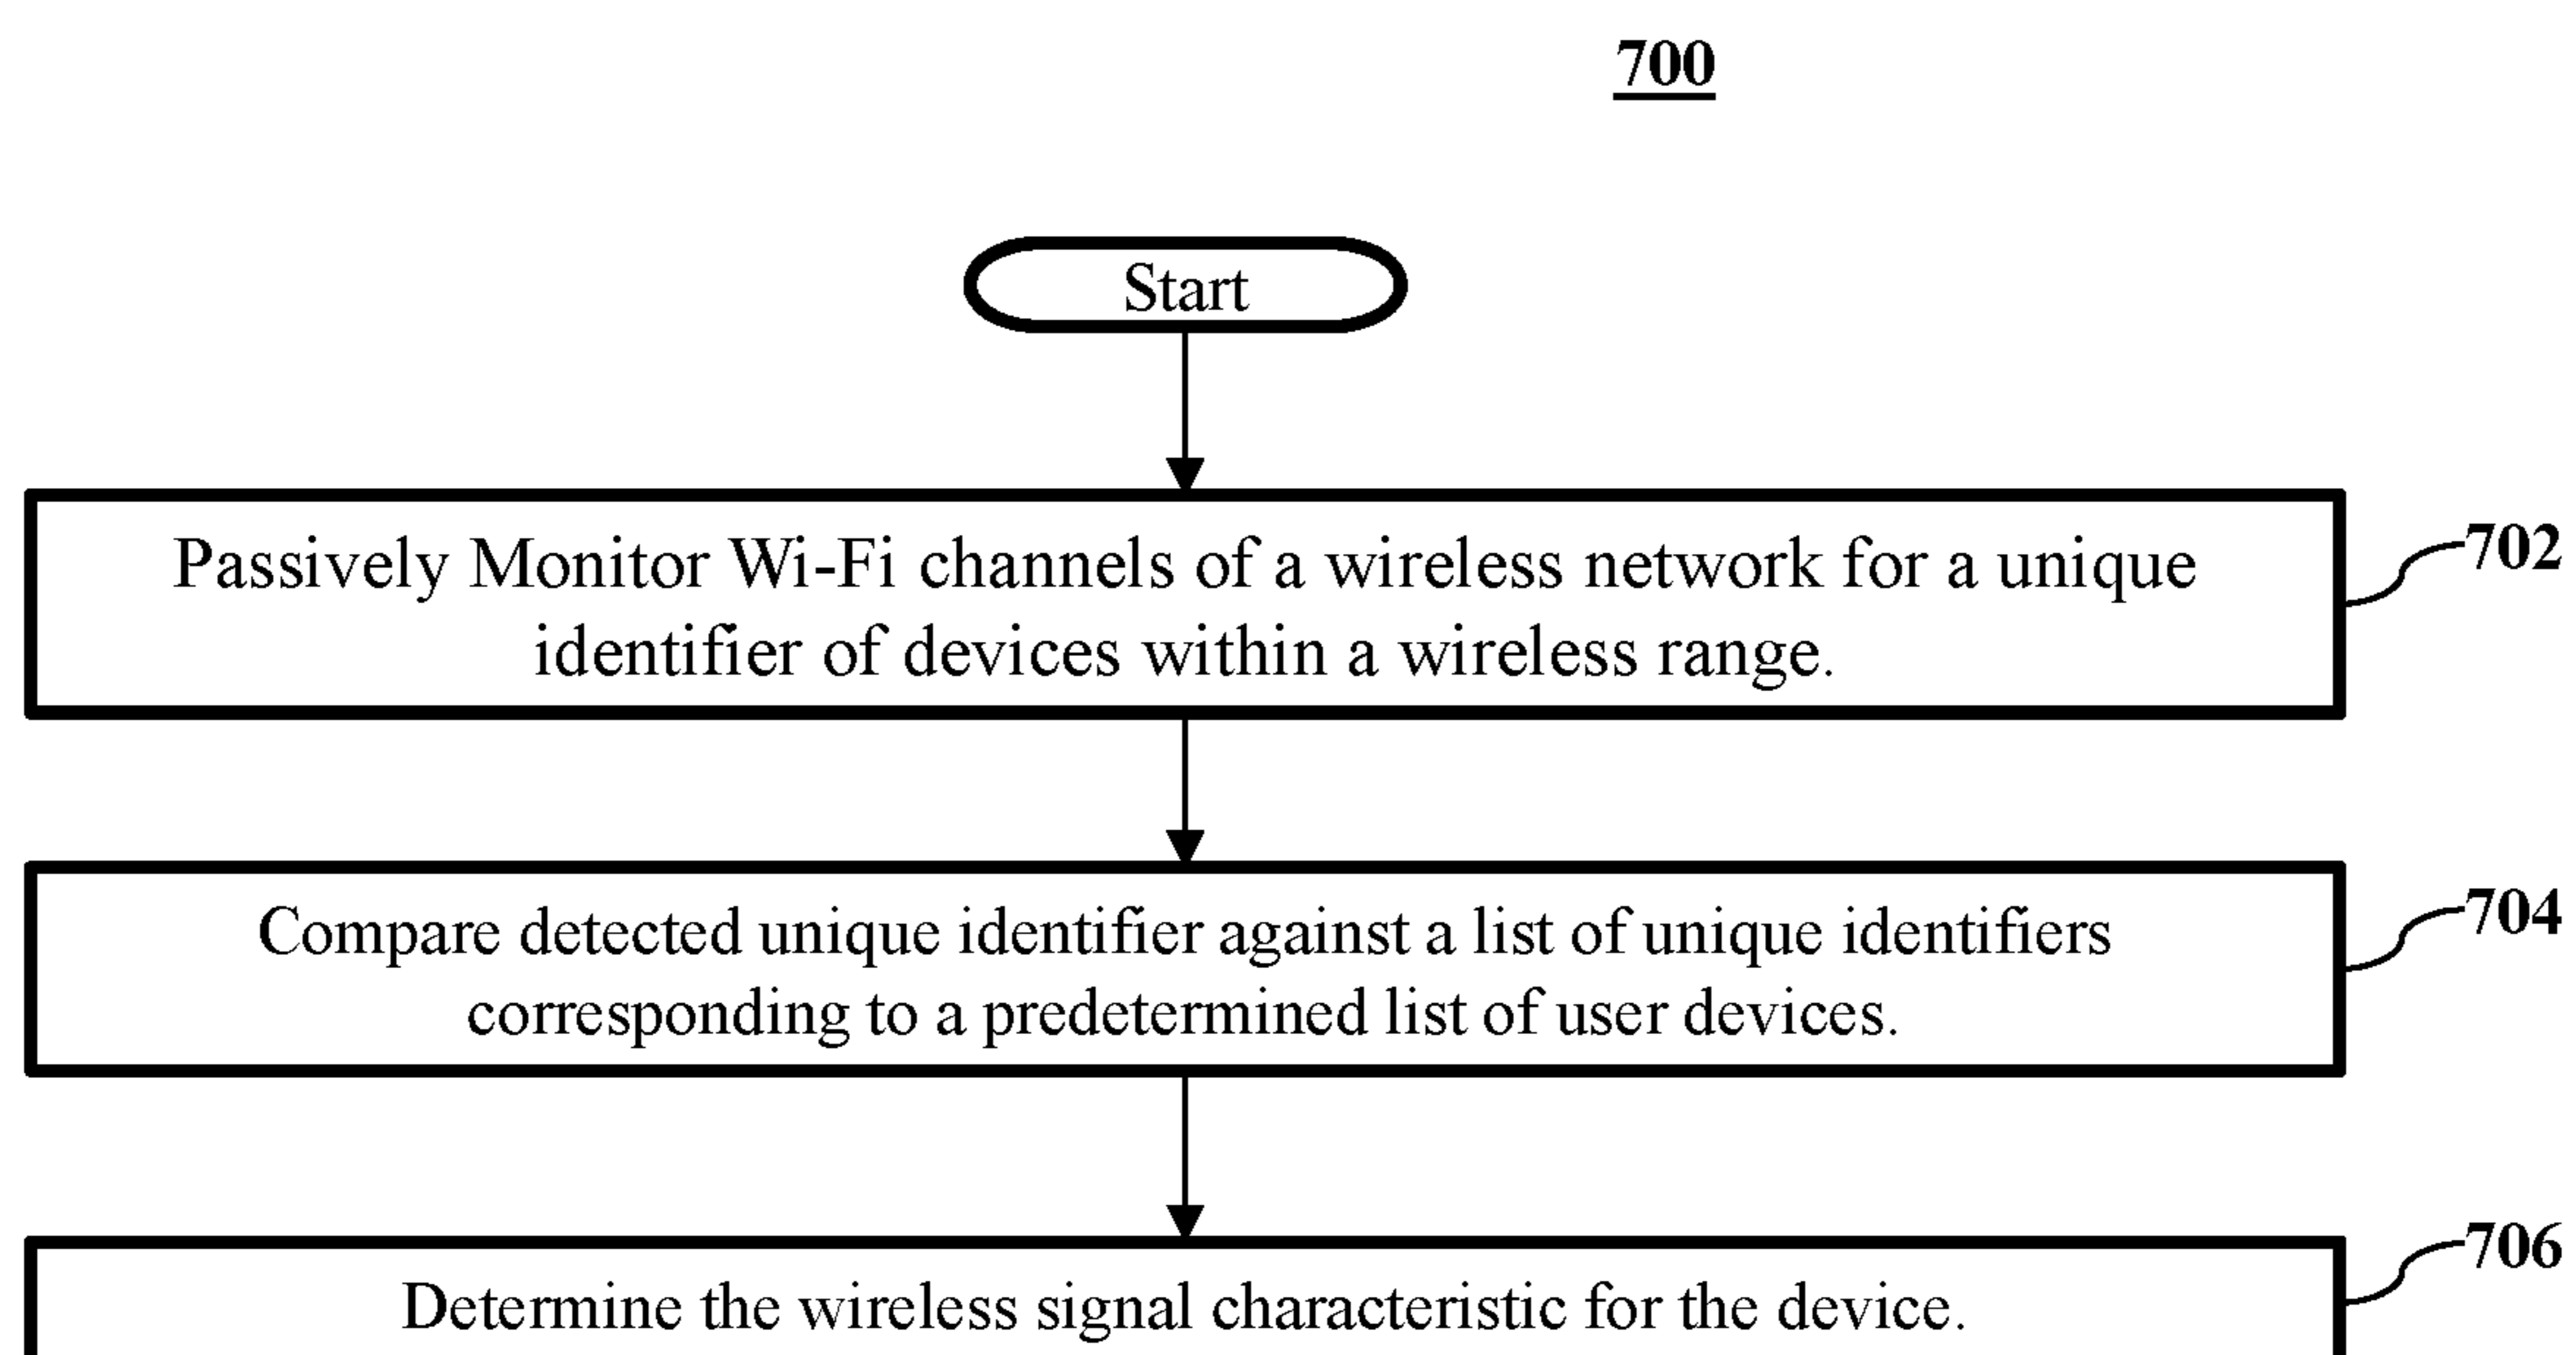 700
Start
Passively Monitor Wi-Fi channels of a wireless network for a unique
identifier of devices within a wireless range.
702
Compare detected unique identifier against a list of unique identifiers
corresponding to a predetermined list of user devices.
704
Determine the wireless signal characteristic for the device.
706